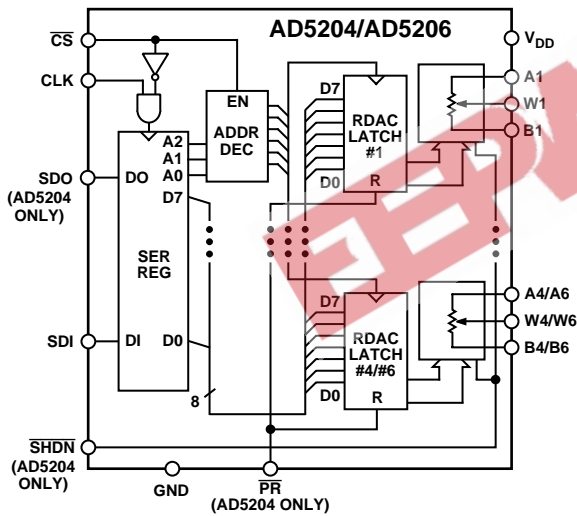 AD5204/AD5206
CS
CLK
SDO
(AD5204
ONLY)
SDI
SHDN
(AD5204
ONLY)
GND
PR
(AD5204 ONLY)
DO
DI
SER
REG
A2
A1
A0
D7
D0
8
EN
ADDR
DEC
D7
D0
RDAC
LATCH
#1
R
D7
D0
RDAC
LATCH
#4/#6
R
VDD
A1
W1
B1
A4/A6
W4/W6
B4/B6